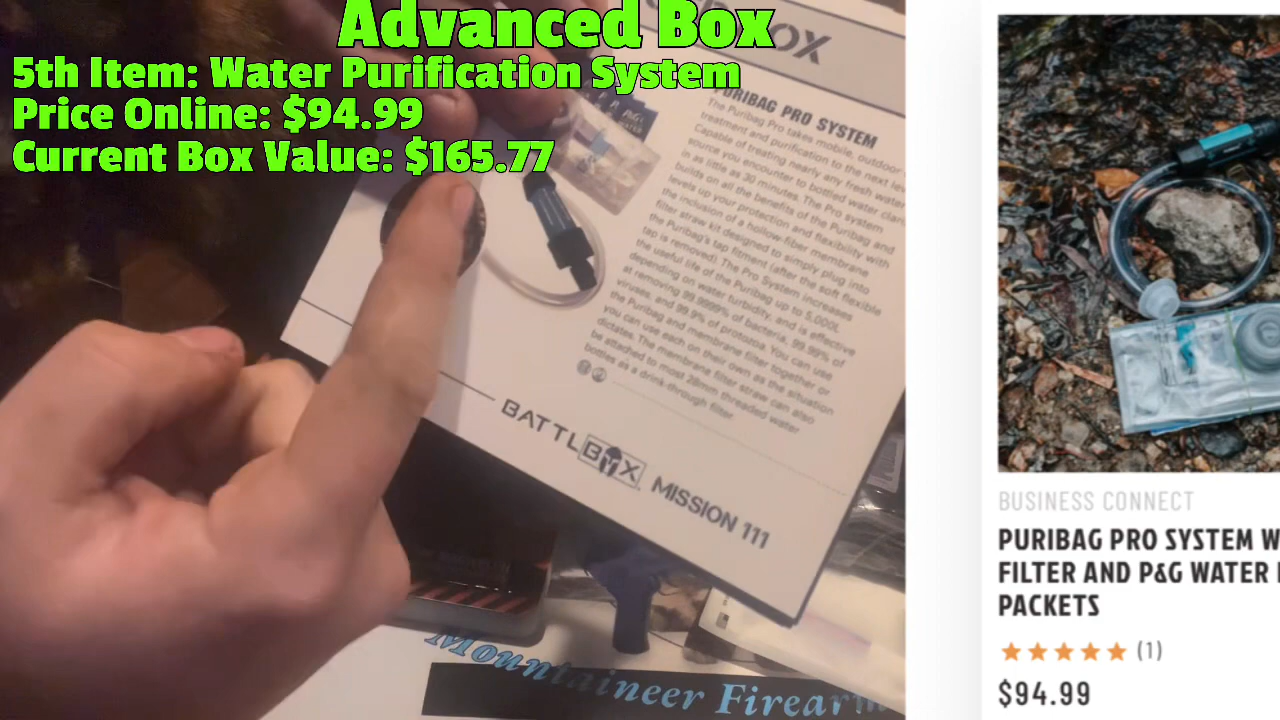 Advanced Box
5th Item: Water Purification System
Price Online: $94.99
Current Box Value: $165.77
OX
PURIBAG PRO SYSTEM
The Puribag Pro takes mobile, outdoor
treatment and purification to the next
Capable of treating nearly any fresh water
source you encounter to bottled water
in as little as 30 minutes. The Pro system
builds on all the benefits of the Puribag and
levels up your protection and flexibility with
the inclusion of a hollow-fiber membrane
filter straw kit designed to simply plug into
the Puribag's tap fitment (after the soft flexible
tap is removed). The Pro System increases
the useful life of the Puribag up to 5,000L
depending on water turbidity, and is effective
at removing 99.9999% of bacteria, 99.99% of
viruses, and 99.9% of protozoa. You can use
the Puribag and membrane filter together or
you can use each on their own as the situation
dictates. The membrane filter straw can also
be attached to most 28mm threaded water
bottles as a drink-through filter.
BATTLBOX MISSION 111
Mountaineer Firearm
BUSINESS CONNECT
PURIBAG PRO SYSTEM W
FILTER AND P&G WATER
PACKETS
(1)
$94.99